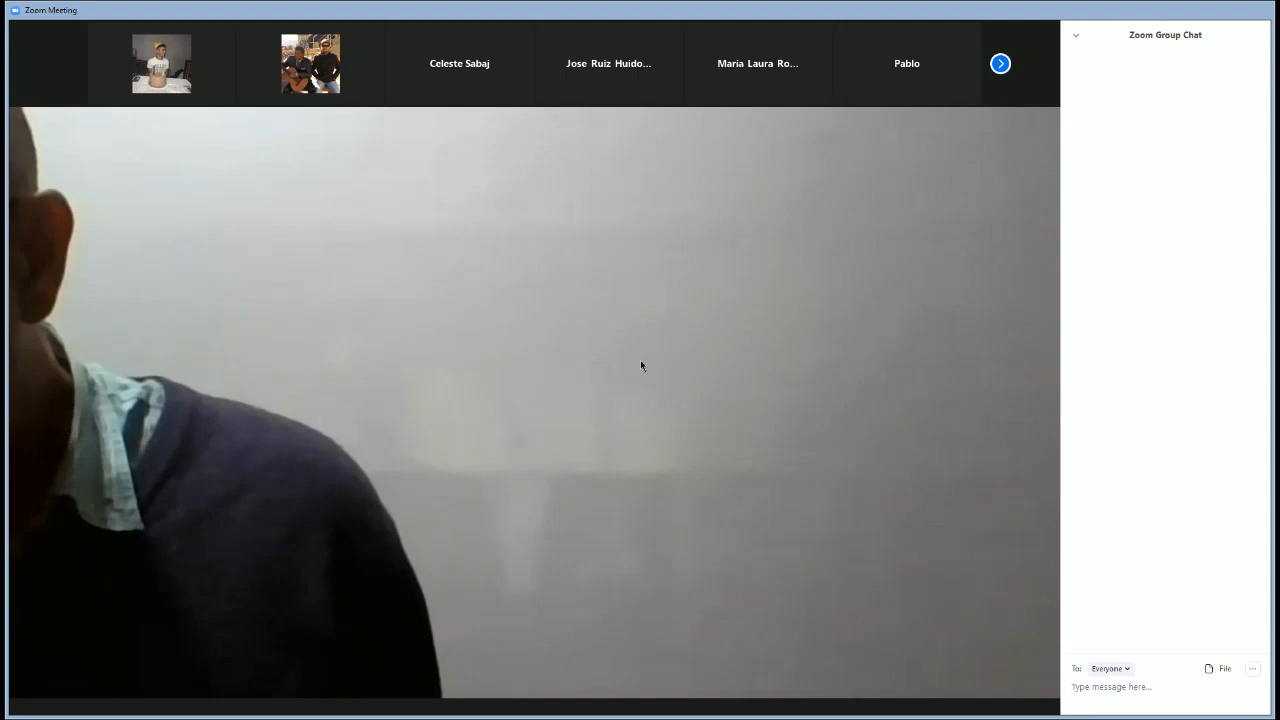 Zoom Meeting
Celeste Sabaj
Jose Ruiz Huido...
María Laura Ro...
Pablo
Zoom Group Chat
To: Everyone
File
Type message here...